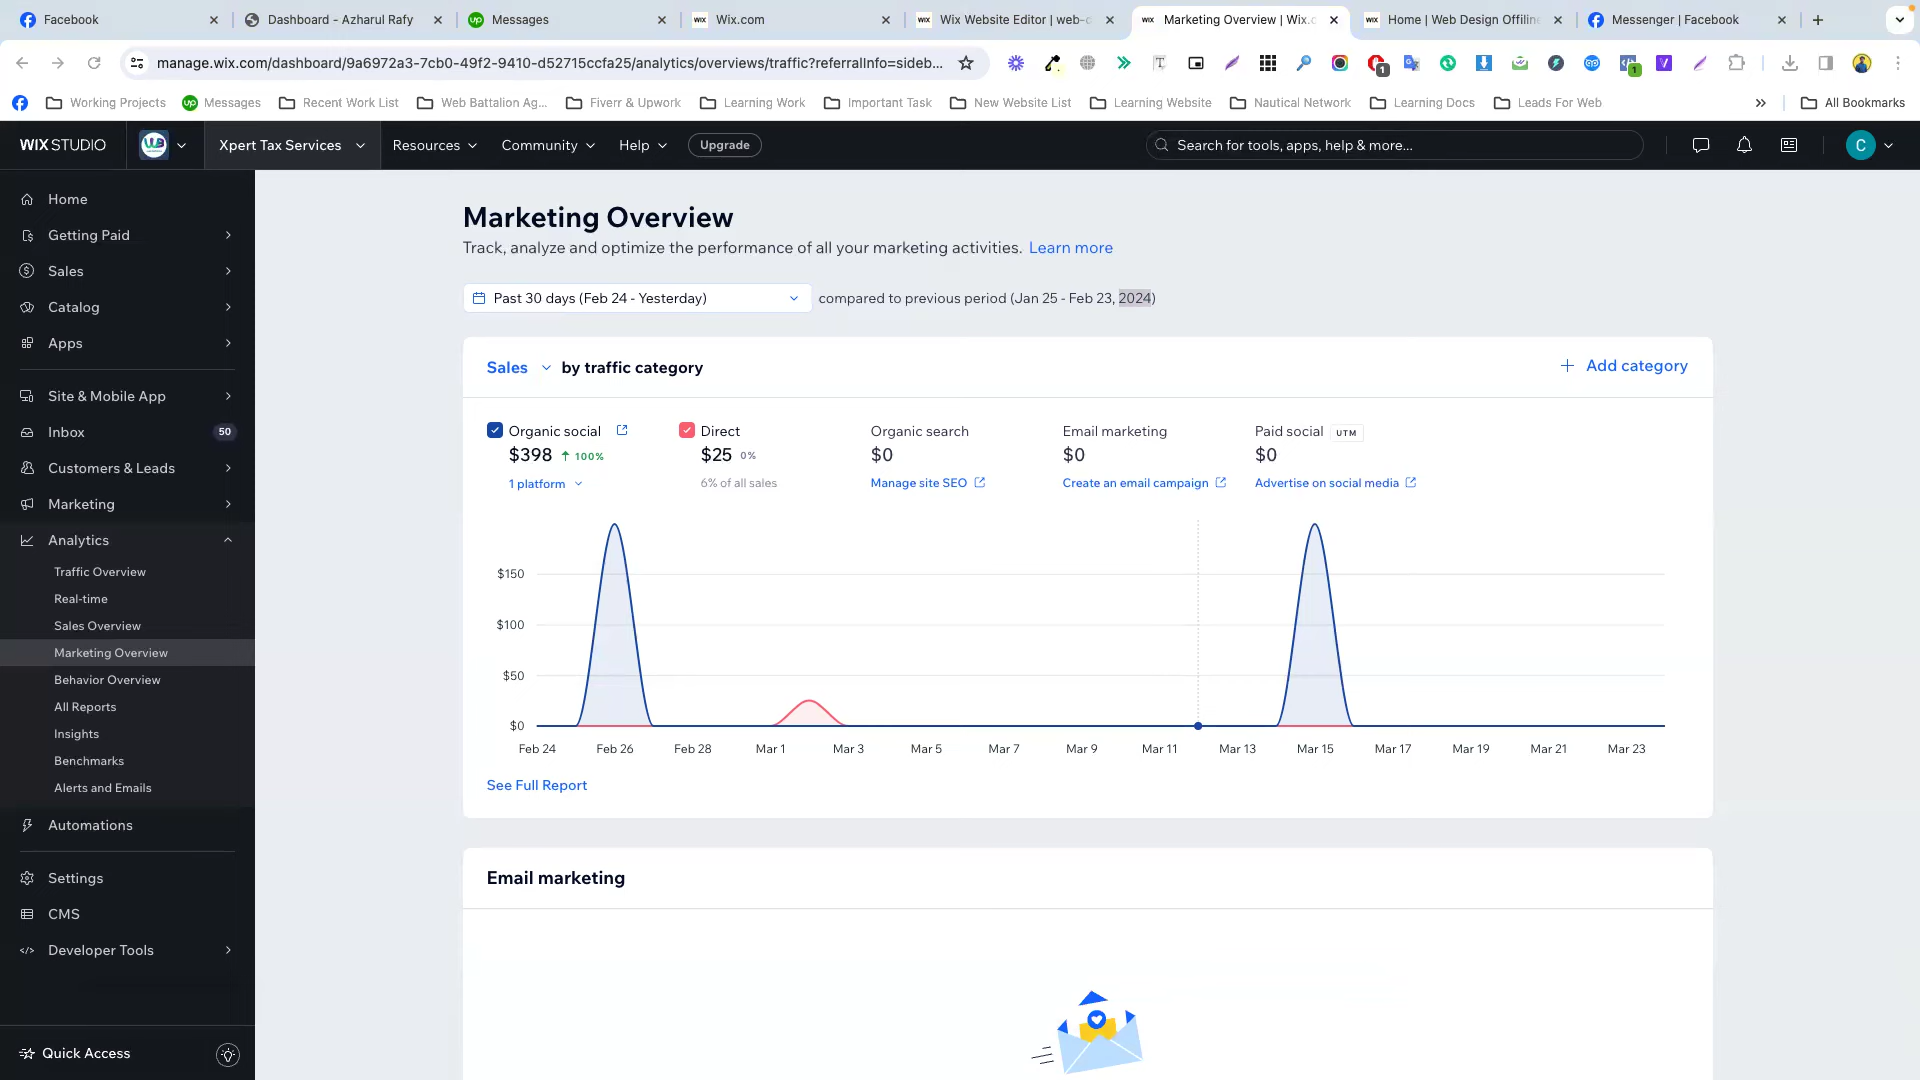 Facebook
Dashboard - Azharul Rafy
Messages
Wix.com
Wix Website Editor | web-d
Marketing Overview | Wix.c
Home | Web Design Offilin
Messenger | Facebook
manage.wix.com/dashboard/9a6972a3-7cb0-49f2-9410-d52715ccfa25/analytics/overviews/traffic?referralInfo=sideb...
Working Projects
Messages
Recent Work List
Web Battalion Ag...
Fiverr & Upwork
Learning Work
Important Task
New Website List
Learning Website
Nautical Network
Learning Docs
Leads For Web
All Bookmarks
WIX STUDIO
Xpert Tax Services
Resources
Community
Help
Upgrade
Search for tools, apps, help & more...
C
Home
Getting Paid
Sales
Catalog
Apps
Site & Mobile App
Inbox
50
Customers & Leads
Marketing
Analytics
Traffic Overview
Real-time
Sales Overview
Marketing Overview
Behavior Overview
All Reports
Insights
Benchmarks
Alerts and Emails
Automations
Settings
CMS
Developer Tools
Quick Access
Marketing Overview
Track, analyze and optimize the performance of all your marketing activities. Learn more
Past 30 days (Feb 24 - Yesterday)
compared to previous period (Jan 25 - Feb 23, 2024)
Sales by traffic category
Add category
Organic social
$398 100%
1 platform
Direct
$25 0%
6% of all sales
Organic search
$0
Manage site SEO
Email marketing
$0
Create an email campaign
Paid social UTM
$0
Advertise on social media
$150
$100
$50
$0
Feb 24 Feb 26 Feb 28 Mar 1 Mar 3 Mar 5 Mar 7 Mar 9 Mar 11 Mar 13 Mar 15 Mar 17 Mar 19 Mar 21 Mar 23
See Full Report
Email marketing